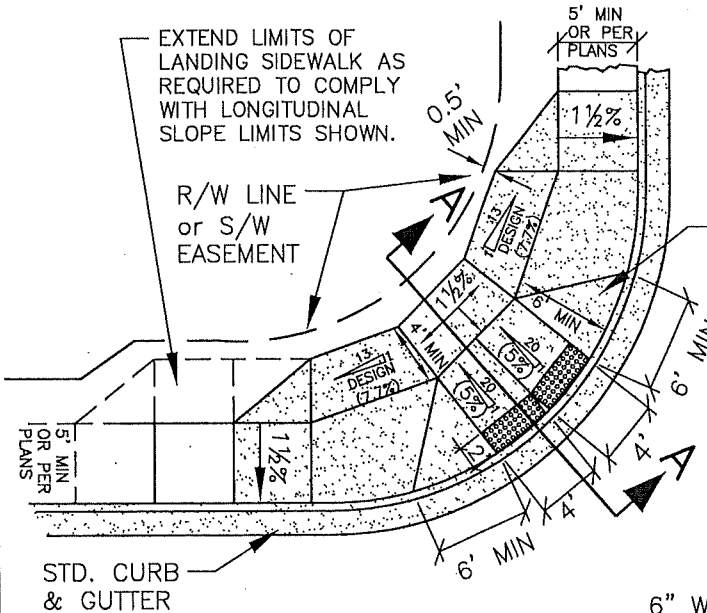 EXTEND LIMITS OF
LANDING SIDEWALK AS
REQUIRED TO COMPLY
WITH LONGITUDINAL
SLOPE LIMITS SHOWN.
5' MIN
OR PER
PLANS
0.5'
MIN
1½%
R/W LINE
or S/W
EASEMENT
A
13
1
DESIGN
(7.7%)
1½%
6' MIN
4' MIN
20
1
(5%)
20
1
(5%)
13
1
DESIGN
(7.7%)
6' MIN
4'
A
4'
2'
6' MIN
1½%
5' MIN
OR PER
PLANS
STD. CURB
& GUTTER
6" W